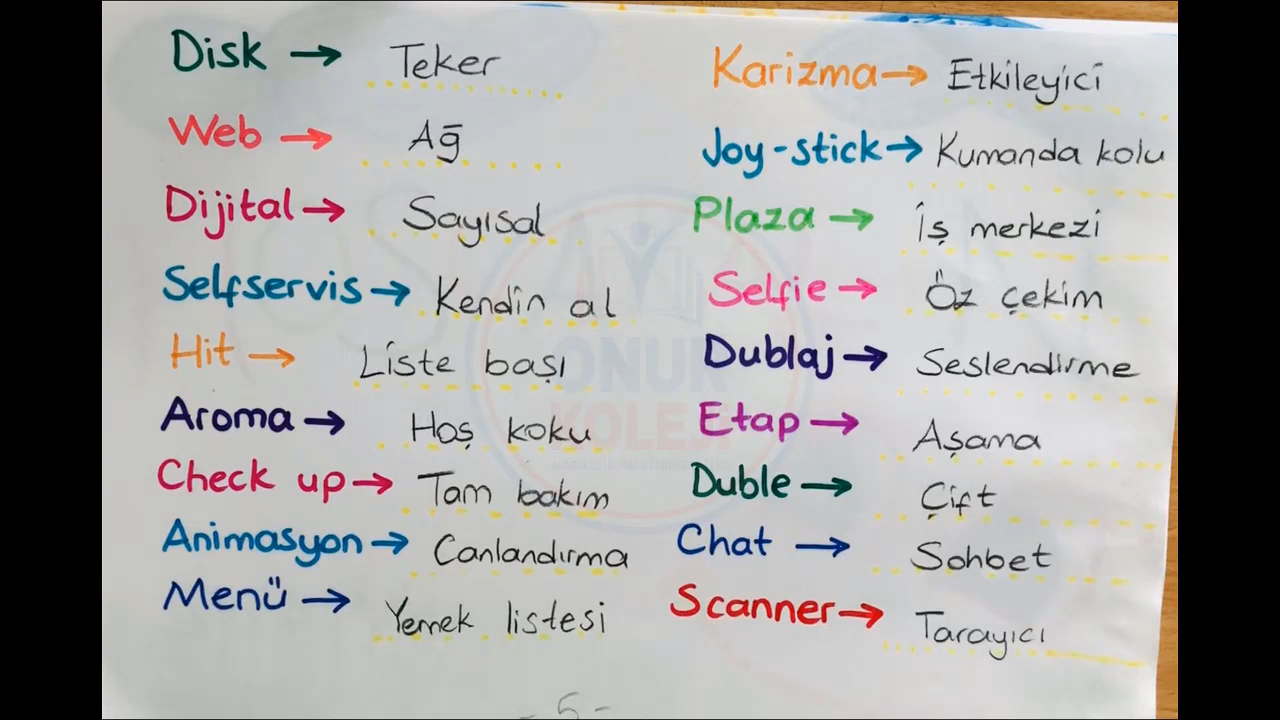 Disk → Teker
Web → Ağ
Dijital → Sayısal
Selfservis → Kendin al
Hit → Liste başı
Aroma → Hoş koku
Check up → Tam bakım
Animasyon → Canlandırma
Menü → Yemek listesi
Karizma → Etkileyici
Joy-stick → Kumanda kolu
Plaza → İş merkezi
Selfie → Öz çekim
Dublaj → Seslendirme
Etap → Aşama
Duble → Çift
Chat → Sohbet
Scanner → Tarayıcı
ONUR
KOLEJİ
- 5 -